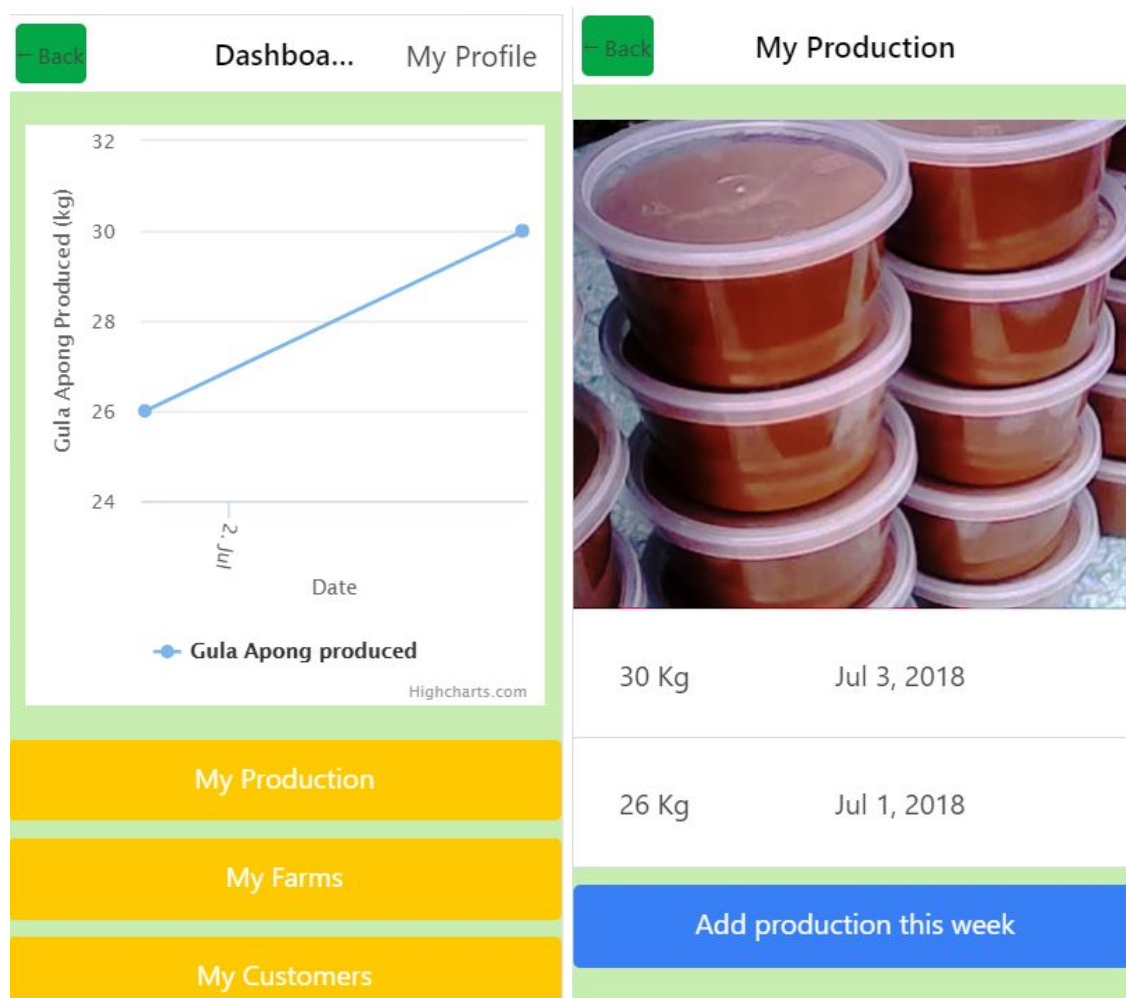 ← Back
Dashboa...
My Profile
32
30
28
26
24
Gula Apong Produced (kg)
2. Jul
Date
Gula Apong produced
Highcharts.com
My Production
My Farms
My Customers
← Back
My Production
30 Kg Jul 3, 2018
26 Kg Jul 1, 2018
Add production this week